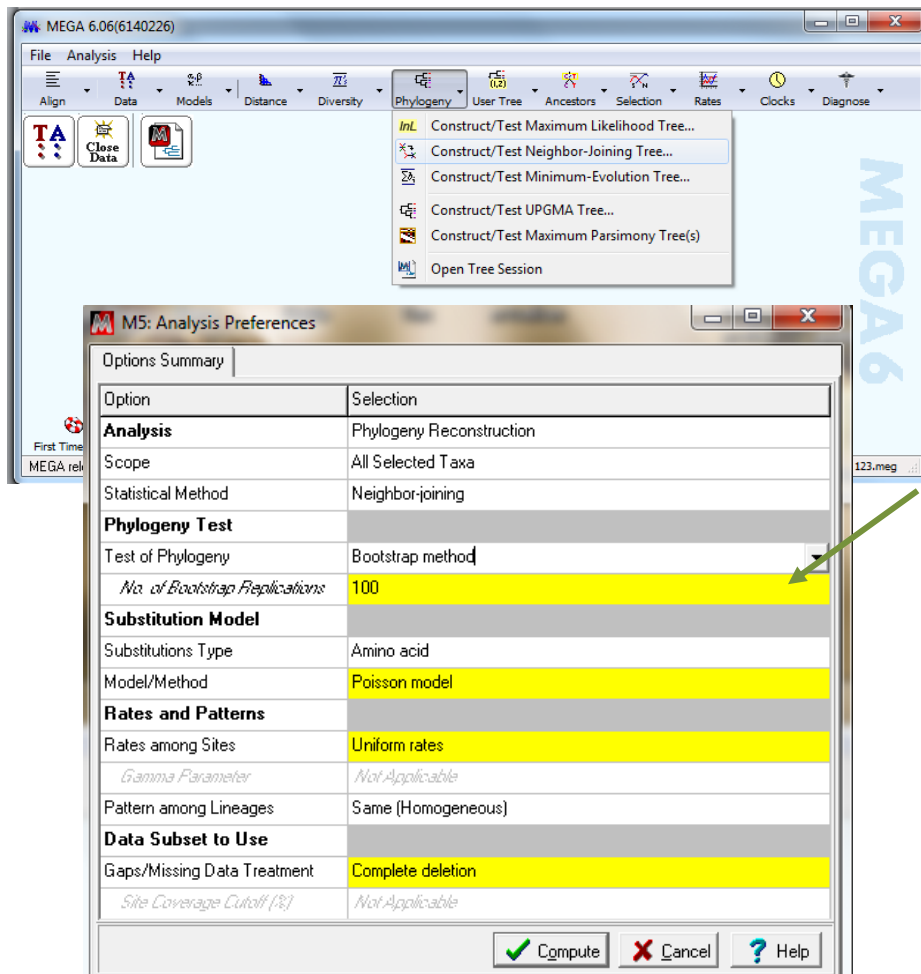 MEGA 6.06(6140226)
File Analysis Help
Align Data Models Distance Diversity Phylogeny User Tree Ancestors Selection Rates Clocks Diagnose
TA Close Data M
InL Construct/Test Maximum Likelihood Tree...
Construct/Test Neighbor-Joining Tree...
Construct/Test Minimum-Evolution Tree...
Construct/Test UPGMA Tree...
Construct/Test Maximum Parsimony Tree(s)
Open Tree Session
MEGA6
First Time
MEGA rel
123.meg
M5: Analysis Preferences
Options Summary
Option Selection
Analysis Phylogeny Reconstruction
Scope All Selected Taxa
Statistical Method Neighbor-joining
Phylogeny Test
Test of Phylogeny Bootstrap method
No. of Bootstrap Replications 100
Substitution Model
Substitutions Type Amino acid
Model/Method Poisson model
Rates and Patterns
Rates among Sites Uniform rates
Gamma Parameter Not Applicable
Pattern among Lineages Same (Homogeneous)
Data Subset to Use
Gaps/Missing Data Treatment Complete deletion
Site Coverage Cutoff (%) Not Applicable
Compute Cancel ? Help